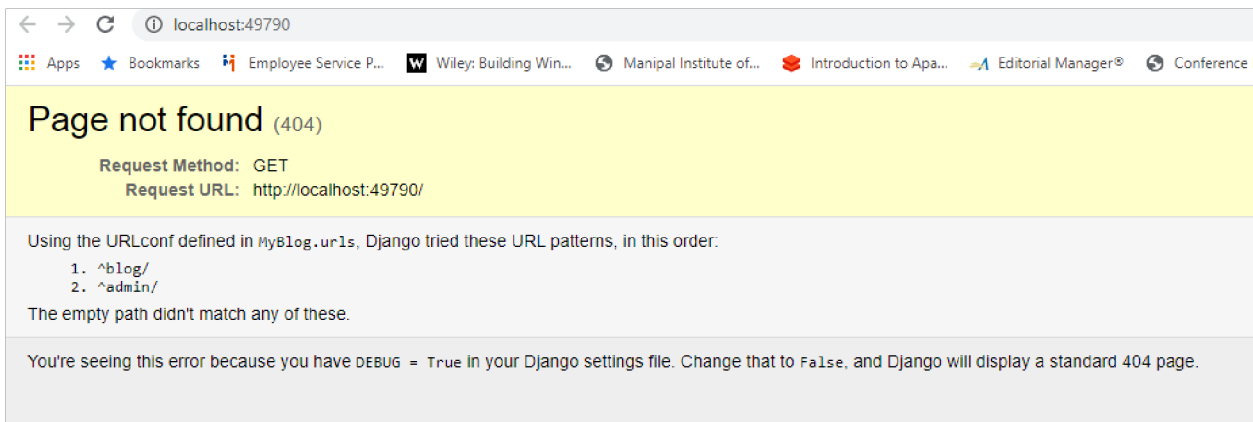 localhost:49790
Apps Bookmarks Employee Service P... W Wiley: Building Win... Manipal Institute of... Introduction to Apa... Editorial Manager® Conference
Page not found (404)
Request Method: GET
Request URL: http://localhost:49790/
Using the URLconf defined in MyBlog.urls, Django tried these URL patterns, in this order:
1. ^blog/
2. ^admin/
The empty path didn't match any of these.
You're seeing this error because you have DEBUG = True in your Django settings file. Change that to False, and Django will display a standard 404 page.